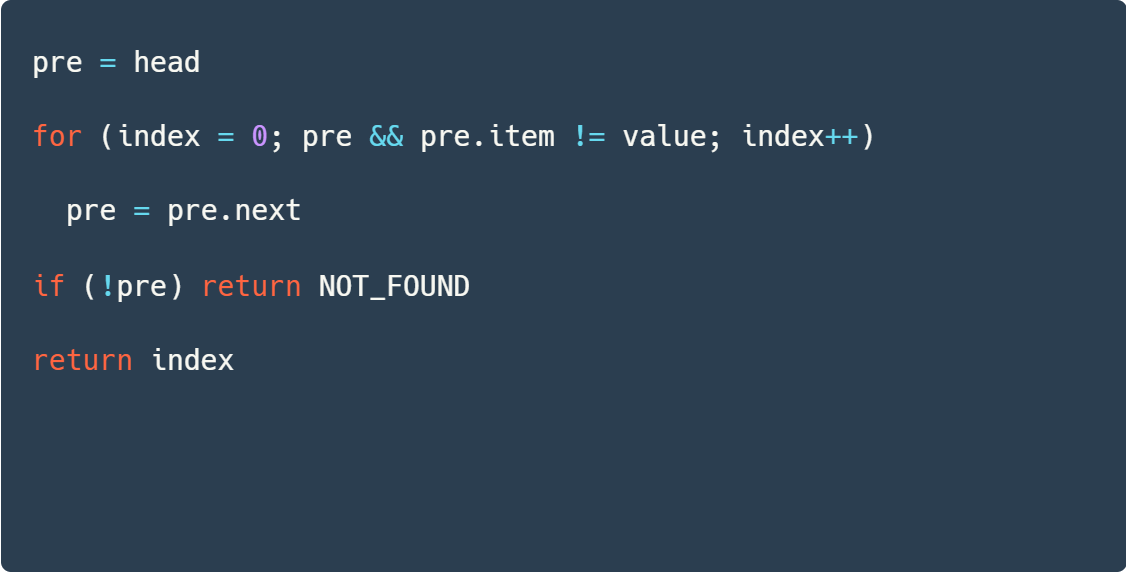 pre = head
for (index = 0; pre && pre.item != value; index++)
  pre = pre.next
if (!pre) return NOT_FOUND
return index